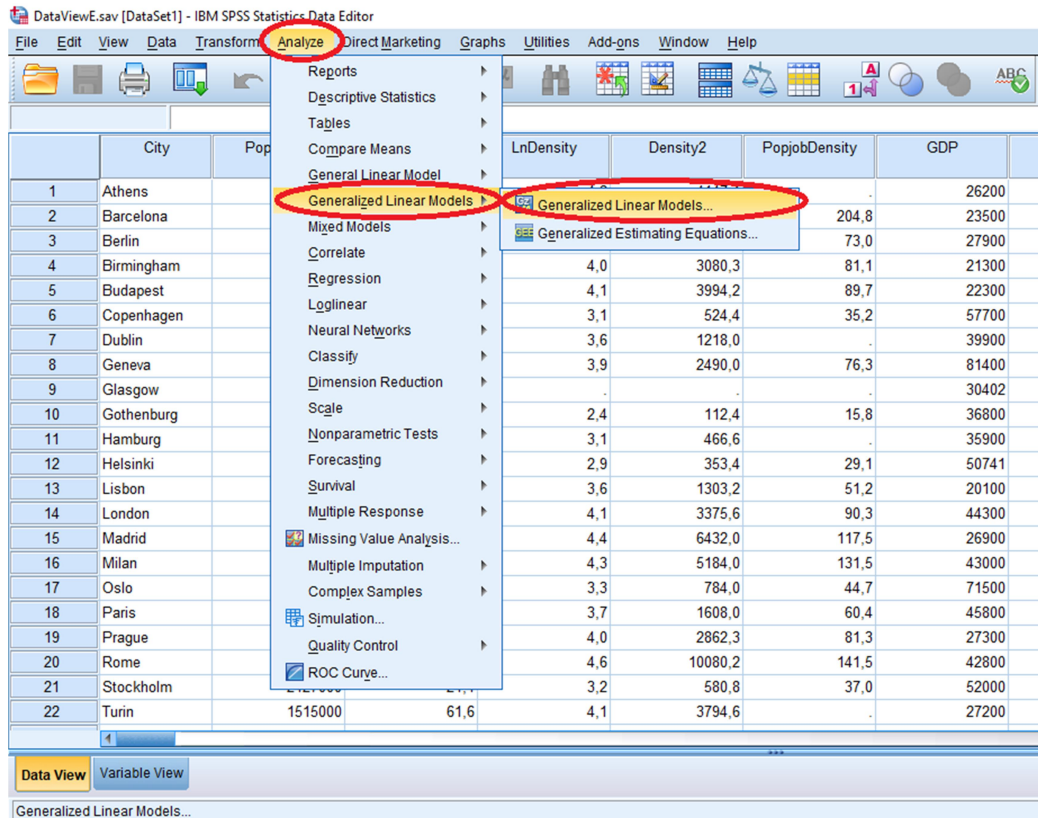 DataViewE.sav [DataSet1] - IBM SPSS Statistics Data Editor
File Edit View Data Transform Analyze Direct Marketing Graphs Utilities Add-ons Window Help
Reports
Descriptive Statistics
Tables
Compare Means
General Linear Model
Generalized Linear Models
Mixed Models
Correlate
Regression
Loglinear
Neural Networks
Classify
Dimension Reduction
Scale
Nonparametric Tests
Forecasting
Survival
Multiple Response
Missing Value Analysis...
Multiple Imputation
Complex Samples
Simulation...
Quality Control
ROC Curve...
Generalized Linear Models...
Generalized Estimating Equations...
City Pop LnDensity Density2 PopjobDensity GDP
1 Athens . 26200
2 Barcelona 204,8 23500
3 Berlin 73,0 27900
4 Birmingham 4,0 3080,3 81,1 21300
5 Budapest 4,1 3994,2 89,7 22300
6 Copenhagen 3,1 524,4 35,2 57700
7 Dublin 3,6 1218,0 . 39900
8 Geneva 3,9 2490,0 76,3 81400
9 Glasgow . . . 30402
10 Gothenburg 2,4 112,4 15,8 36800
11 Hamburg 3,1 466,6 . 35900
12 Helsinki 2,9 353,4 29,1 50741
13 Lisbon 3,6 1303,2 51,2 20100
14 London 4,1 3375,6 90,3 44300
15 Madrid 4,4 6432,0 117,5 26900
16 Milan 4,3 5184,0 131,5 43000
17 Oslo 3,3 784,0 44,7 71500
18 Paris 3,7 1608,0 60,4 45800
19 Prague 4,0 2862,3 81,3 27300
20 Rome 4,6 10080,2 141,5 42800
21 Stockholm 3,2 580,8 37,0 52000
22 Turin 1515000 61,6 4,1 3794,6 . 27200
Data View Variable View
Generalized Linear Models...